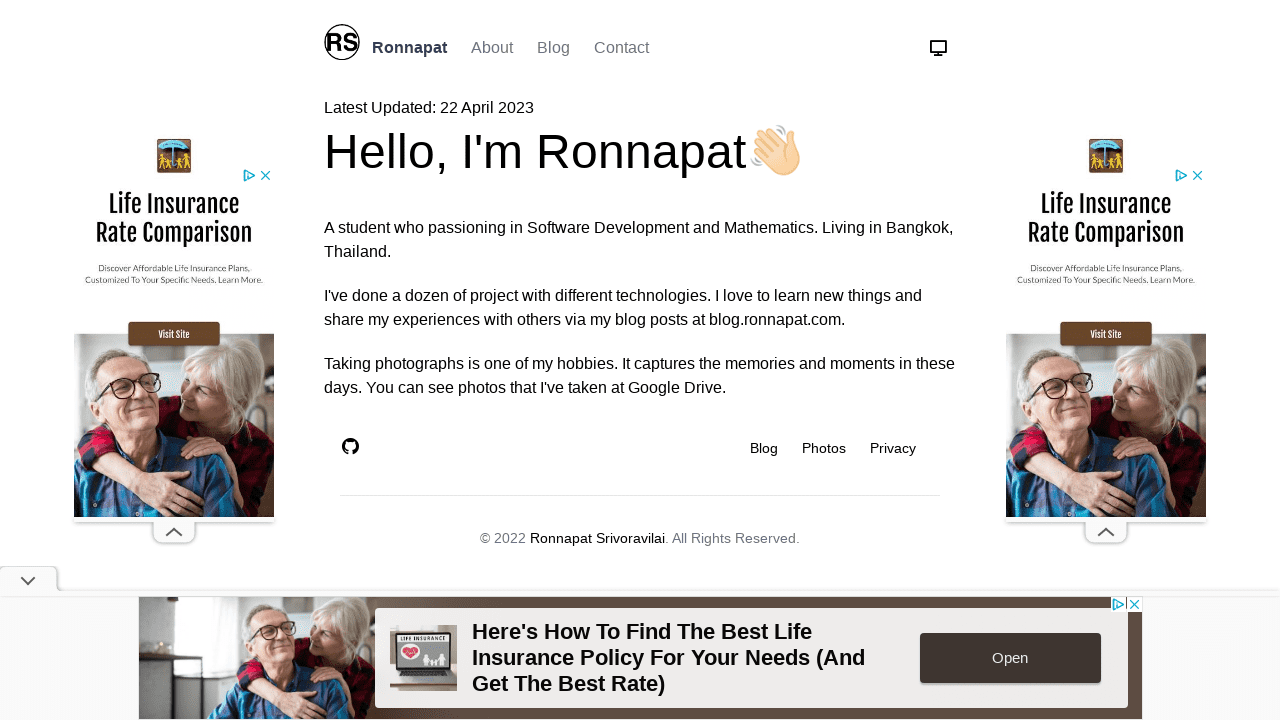 RS
Ronnapat About Blog Contact
Latest Updated: 22 April 2023
Hello, I'm Ronnapat👋🏻
A student who passioning in Software Development and Mathematics. Living in Bangkok,
Thailand.
I've done a dozen of project with different technologies. I love to learn new things and
share my experiences with others via my blog posts at blog.ronnapat.com.
Taking photographs is one of my hobbies. It captures the memories and moments in these
days. You can see photos that I've taken at Google Drive.
Blog Photos Privacy
© 2022 Ronnapat Srivoravilai. All Rights Reserved.
Life Insurance
Rate Comparison
Discover Affordable Life Insurance Plans,
Customized To Your Specific Needs. Learn More.
Visit Site
Life Insurance
Rate Comparison
Discover Affordable Life Insurance Plans,
Customized To Your Specific Needs. Learn More.
Visit Site
LIFE INSURANCE
Here's How To Find The Best Life
Insurance Policy For Your Needs (And
Get The Best Rate)
Open